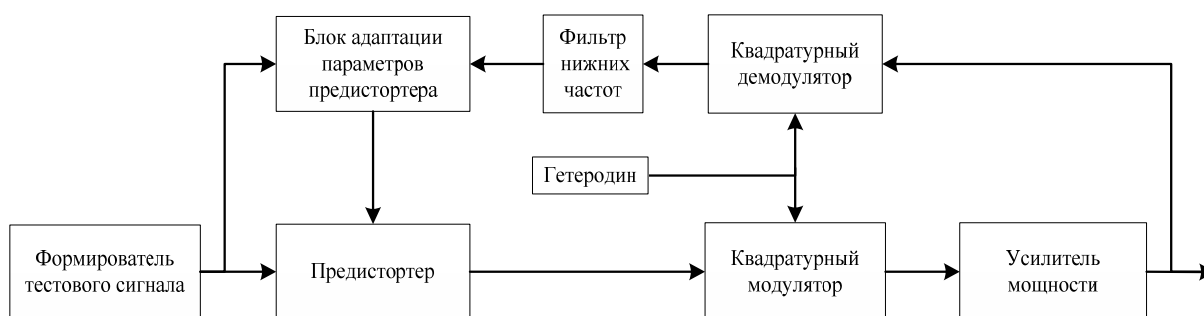 Блок адаптации
параметров
предистортера
Фильтр
нижних
частот
Квадратурный
демодулятор
Гетеродин
Формирователь
тестового сигнала
Предистортер
Квадратурный
модулятор
Усилитель
мощности